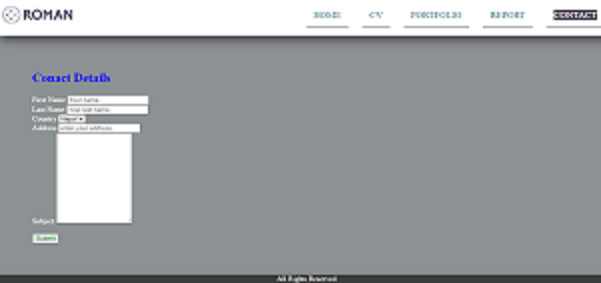 ROMAN
HOME CV PORTFOLIO REPORT CONTACT
Conact Details
First Name Your name
Last Name Your last name
Country Nepal
Address enter your address
Subject
Submit
All Rights Reserved